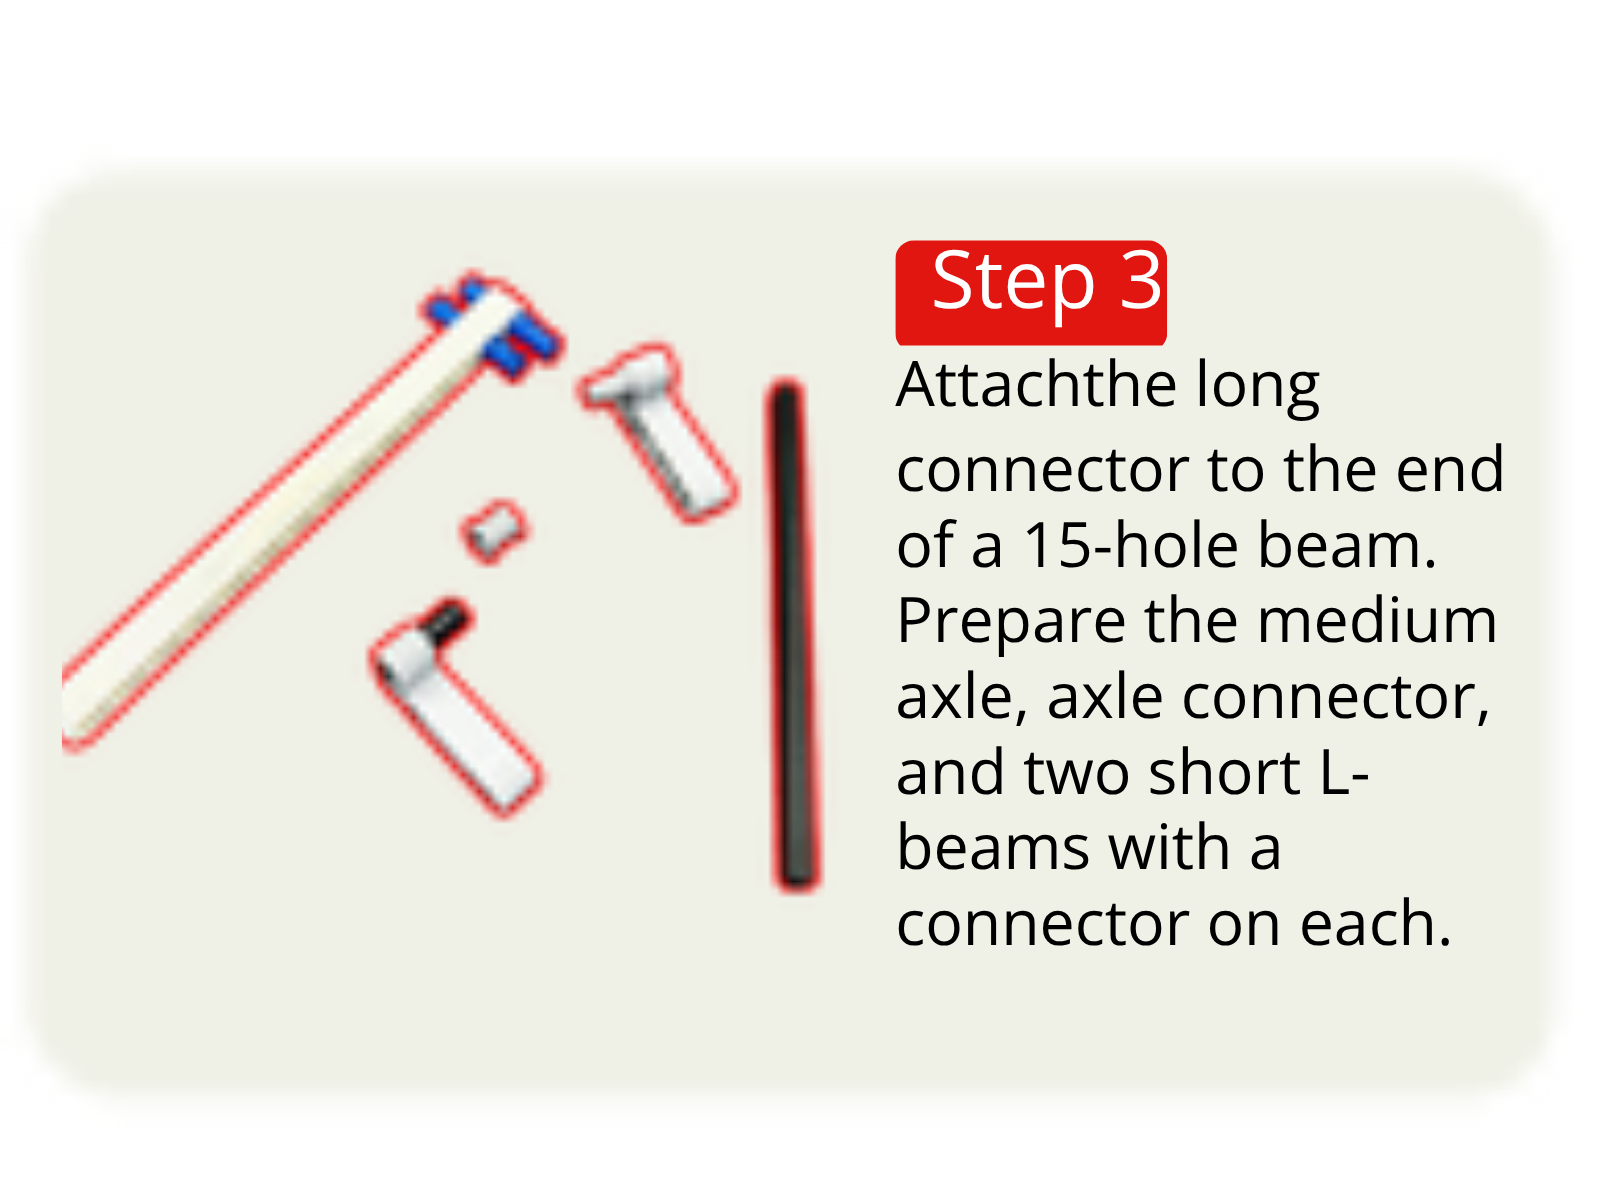 Step 3
Attachthe long
connector to the end
of a 15-hole beam.
Prepare the medium
axle, axle connector,
and two short L-
beams with a
connector on each.